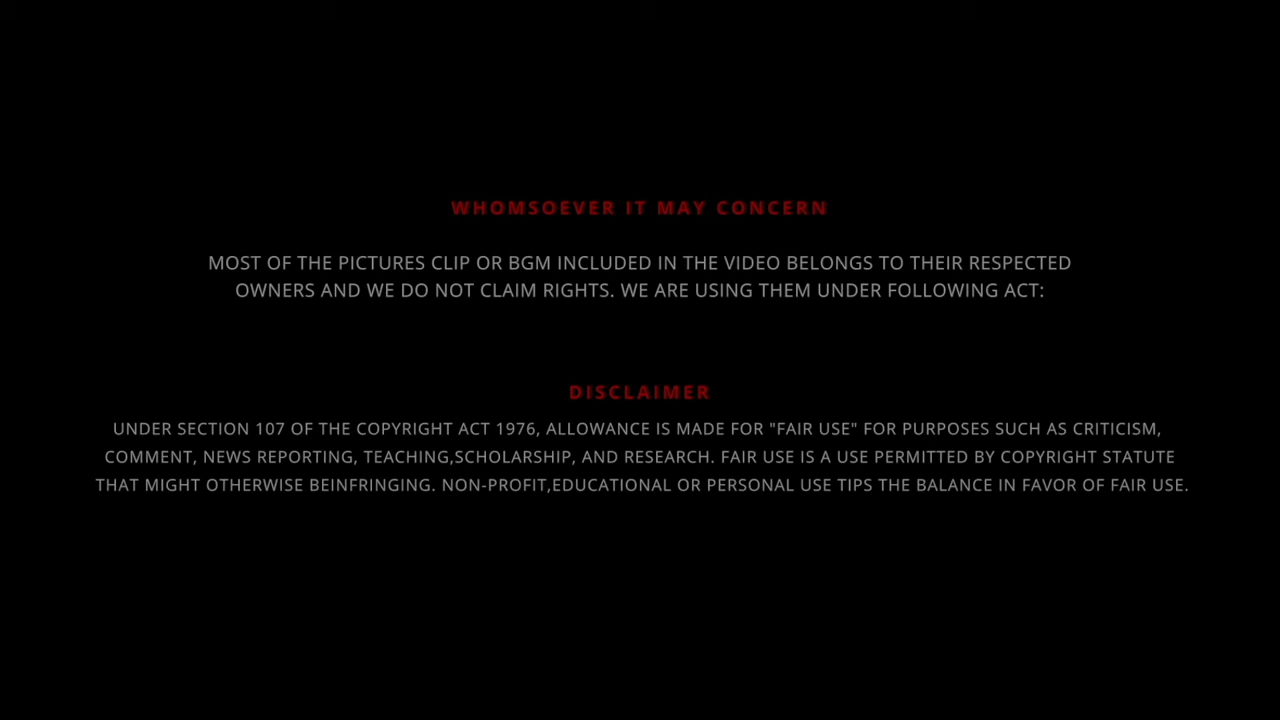 WHOMSOEVER IT MAY CONCERN
MOST OF THE PICTURES CLIP OR BGM INCLUDED IN THE VIDEO BELONGS TO THEIR RESPECTED
OWNERS AND WE DO NOT CLAIM RIGHTS. WE ARE USING THEM UNDER FOLLOWING ACT:
DISCLAIMER
UNDER SECTION 107 OF THE COPYRIGHT ACT 1976, ALLOWANCE IS MADE FOR "FAIR USE" FOR PURPOSES SUCH AS CRITICISM,
COMMENT, NEWS REPORTING, TEACHING,SCHOLARSHIP, AND RESEARCH. FAIR USE IS A USE PERMITTED BY COPYRIGHT STATUTE
THAT MIGHT OTHERWISE BEINFRINGING. NON-PROFIT,EDUCATIONAL OR PERSONAL USE TIPS THE BALANCE IN FAVOR OF FAIR USE.